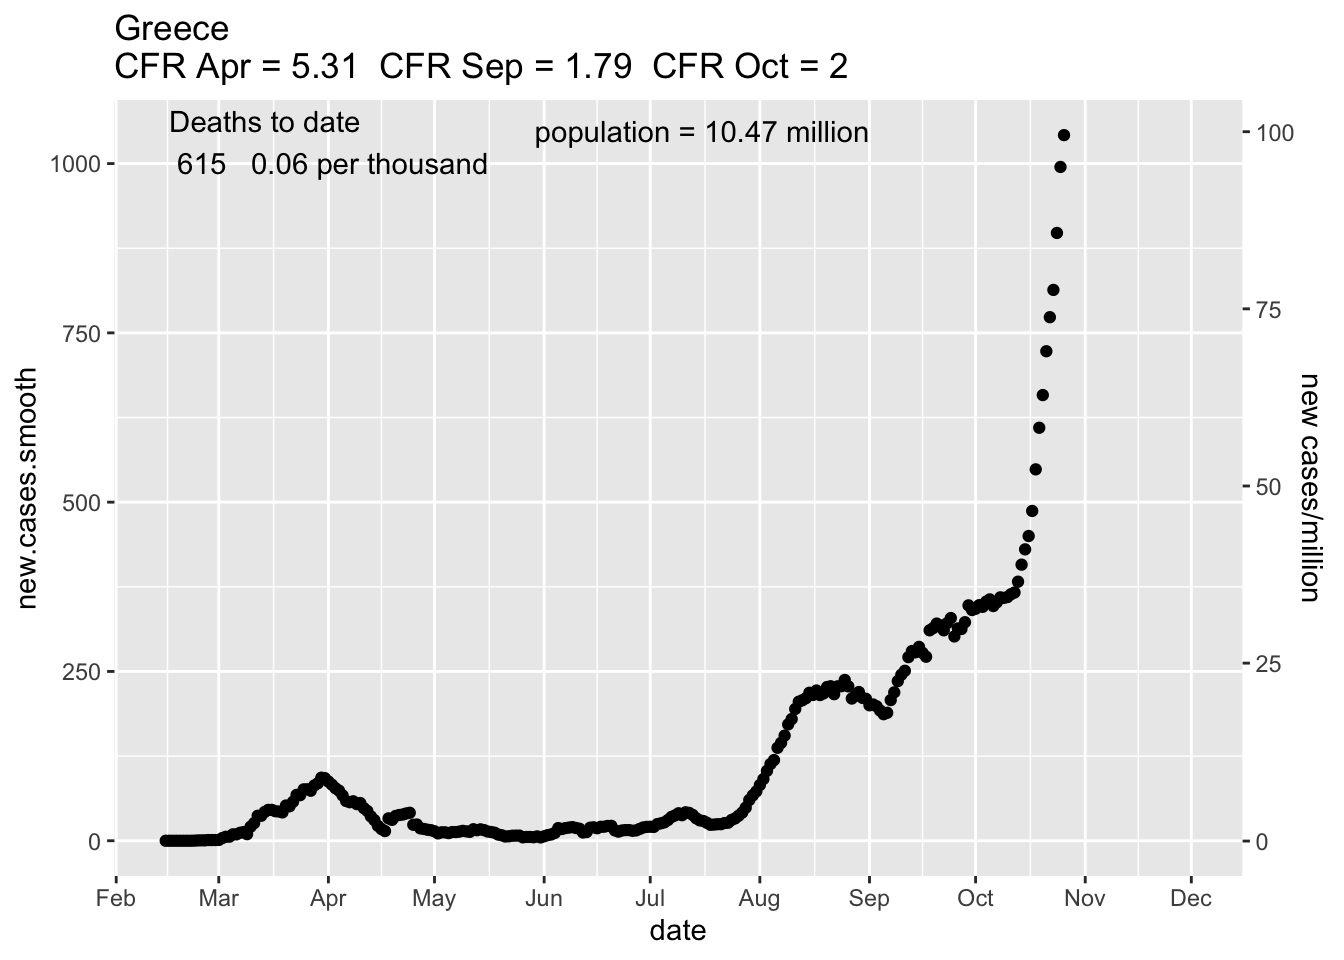 Greece
CFR Apr = 5.31  CFR Sep = 1.79  CFR Oct = 2
Deaths to date
615   0.06 per thousand
population = 10.47 million
1000
750
500
250
0
new.cases.smooth
100
75
50
25
0
new cases/million
Feb Mar Apr May Jun Jul Aug Sep Oct Nov Dec
date